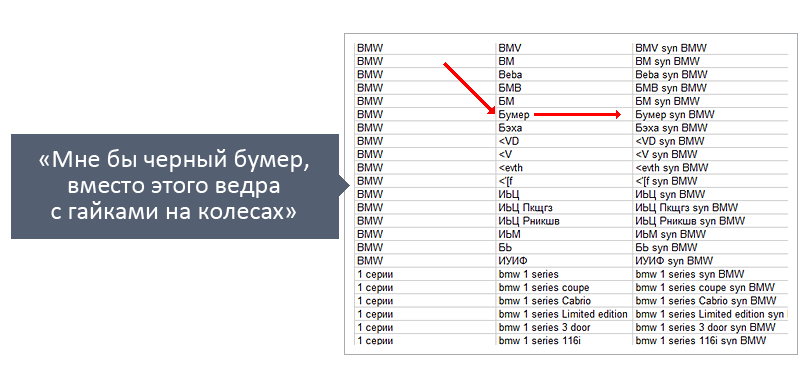 «Мне бы черный бумер,
вместо этого ведра
с гайками на колесах»
BMW BMV BMV syn BMW
BMW BM BM syn BMW
BMW Beba Beba syn BMW
BMW БМВ БМВ syn BMW
BMW БМ БМ syn BMW
BMW Бумер Бумер syn BMW
BMW Бэха Бэха syn BMW
BMW <VD <VD syn BMW
BMW <V <V syn BMW
BMW <evth <evth syn BMW
BMW <'[f <'[f syn BMW
BMW ИЬЦ ИЬЦ syn BMW
BMW ИЬЦ Пкщгз ИЬЦ Пкщгз syn BMW
BMW ИЬЦ Рникшв ИЬЦ Рникшв syn BMW
BMW ИЬМ ИЬМ syn BMW
BMW БЬ БЬ syn BMW
BMW ИУИФ ИУИФ syn BMW
1 серии bmw 1 series bmw 1 series syn BMW
1 серии bmw 1 series coupe bmw 1 series coupe syn BMW
1 серии bmw 1 series Cabrio bmw 1 series Cabrio syn BMW
1 серии bmw 1 series Limited edition bmw 1 series Limited edition syn
1 серии bmw 1 series 3 door bmw 1 series 3 door syn BMW
1 серии bmw 1 series 116i bmw 1 series 116i syn BMW